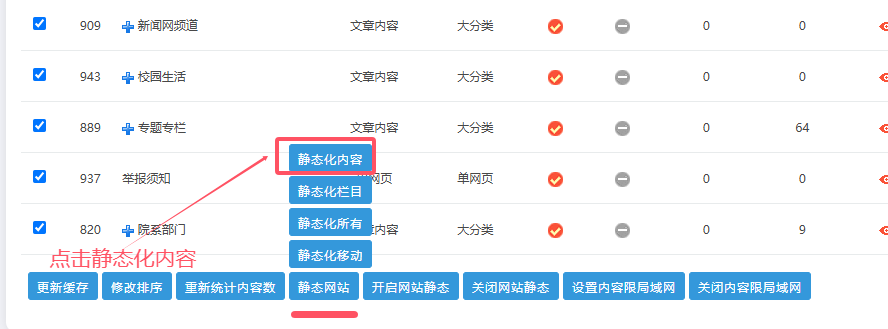 909 新闻网频道 文章内容 大分类 0 0
943 校园生活 文章内容 大分类 0 0
889 专题专栏 文章内容 大分类 0 64
静态化内容
937 举报须知 网页 单网页 0 0
静态化栏目
静态化所有
820 院系部门 章内容 大分类 0 9
静态化移动
点击静态化内容
更新缓存 修改排序 重新统计内容数 静态网站 开启网站静态 关闭网站静态 设置内容限局域网 关闭内容限局域网